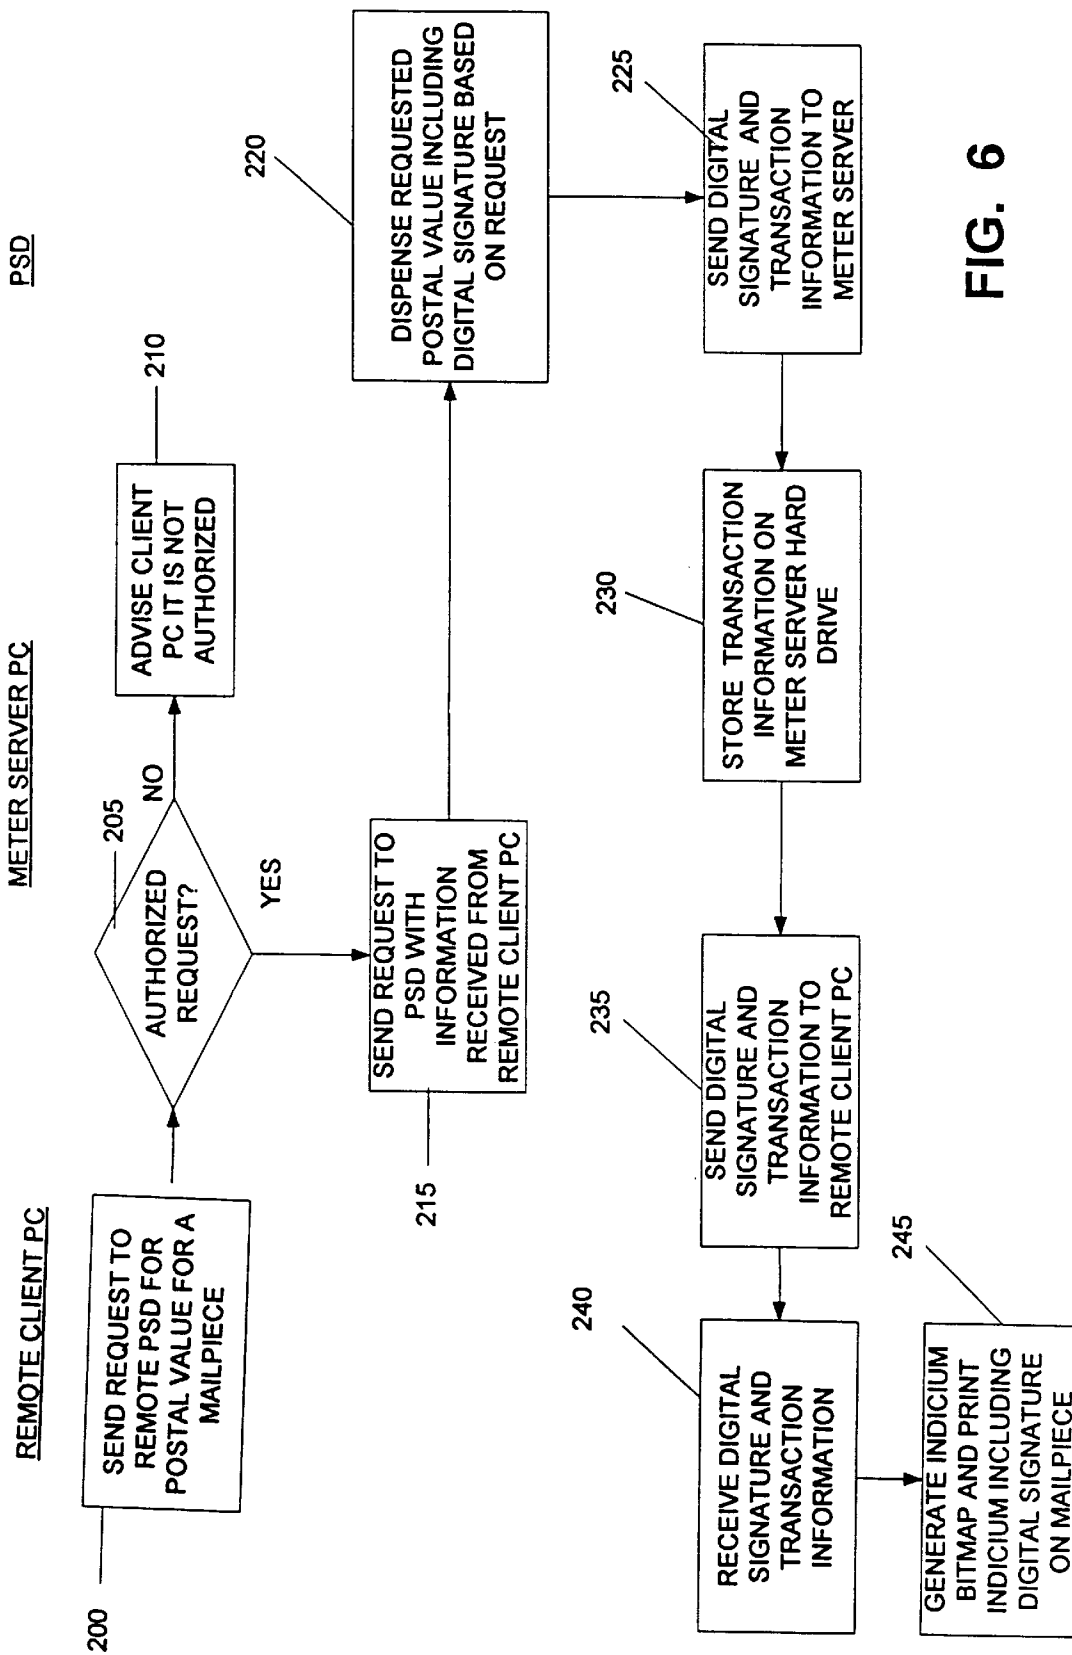 REMOTE CLIENT PC
METER SERVER PC
PSD
200
SEND REQUEST TO
REMOTE PSD FOR
POSTAL VALUE FOR A
MAILPIECE
205
AUTHORIZED
REQUEST?
NO
YES
210
ADVISE CLIENT
PC IT IS NOT
AUTHORIZED
215
SEND REQUEST TO
PSD WITH
INFORMATION
RECEIVED FROM
REMOTE CLIENT PC
220
DISPENSE REQUESTED
POSTAL VALUE INCLUDING
DIGITAL SIGNATURE BASED
ON REQUEST
225
SEND DIGITAL
SIGNATURE AND
TRANSACTION
INFORMATION TO
METER SERVER
230
STORE TRANSACTION
INFORMATION ON
METER SERVER HARD
DRIVE
235
SEND DIGITAL
SIGNATURE AND
TRANSACTION
INFORMATION TO
REMOTE CLIENT PC
240
RECEIVE DIGITAL
SIGNATURE AND
TRANSACTION
INFORMATION
245
GENERATE INDICIUM
BITMAP AND PRINT
INDICIUM INCLUDING
DIGITAL SIGNATURE
ON MAILPIECE
FIG. 6